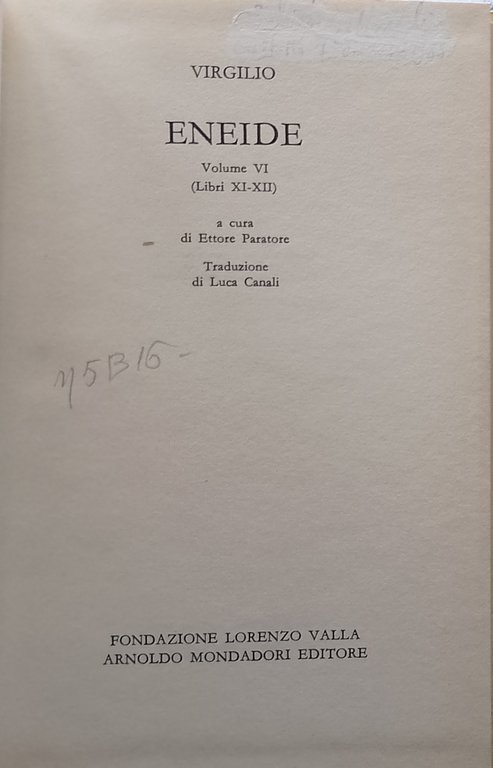 VIRGILIO
ENEIDE
Volume VI
(Libri XI-XII)
a cura
di Ettore Paratore
Traduzione
di Luca Canali
FONDAZIONE LORENZO VALLA
ARNOLDO MONDADORI EDITORE